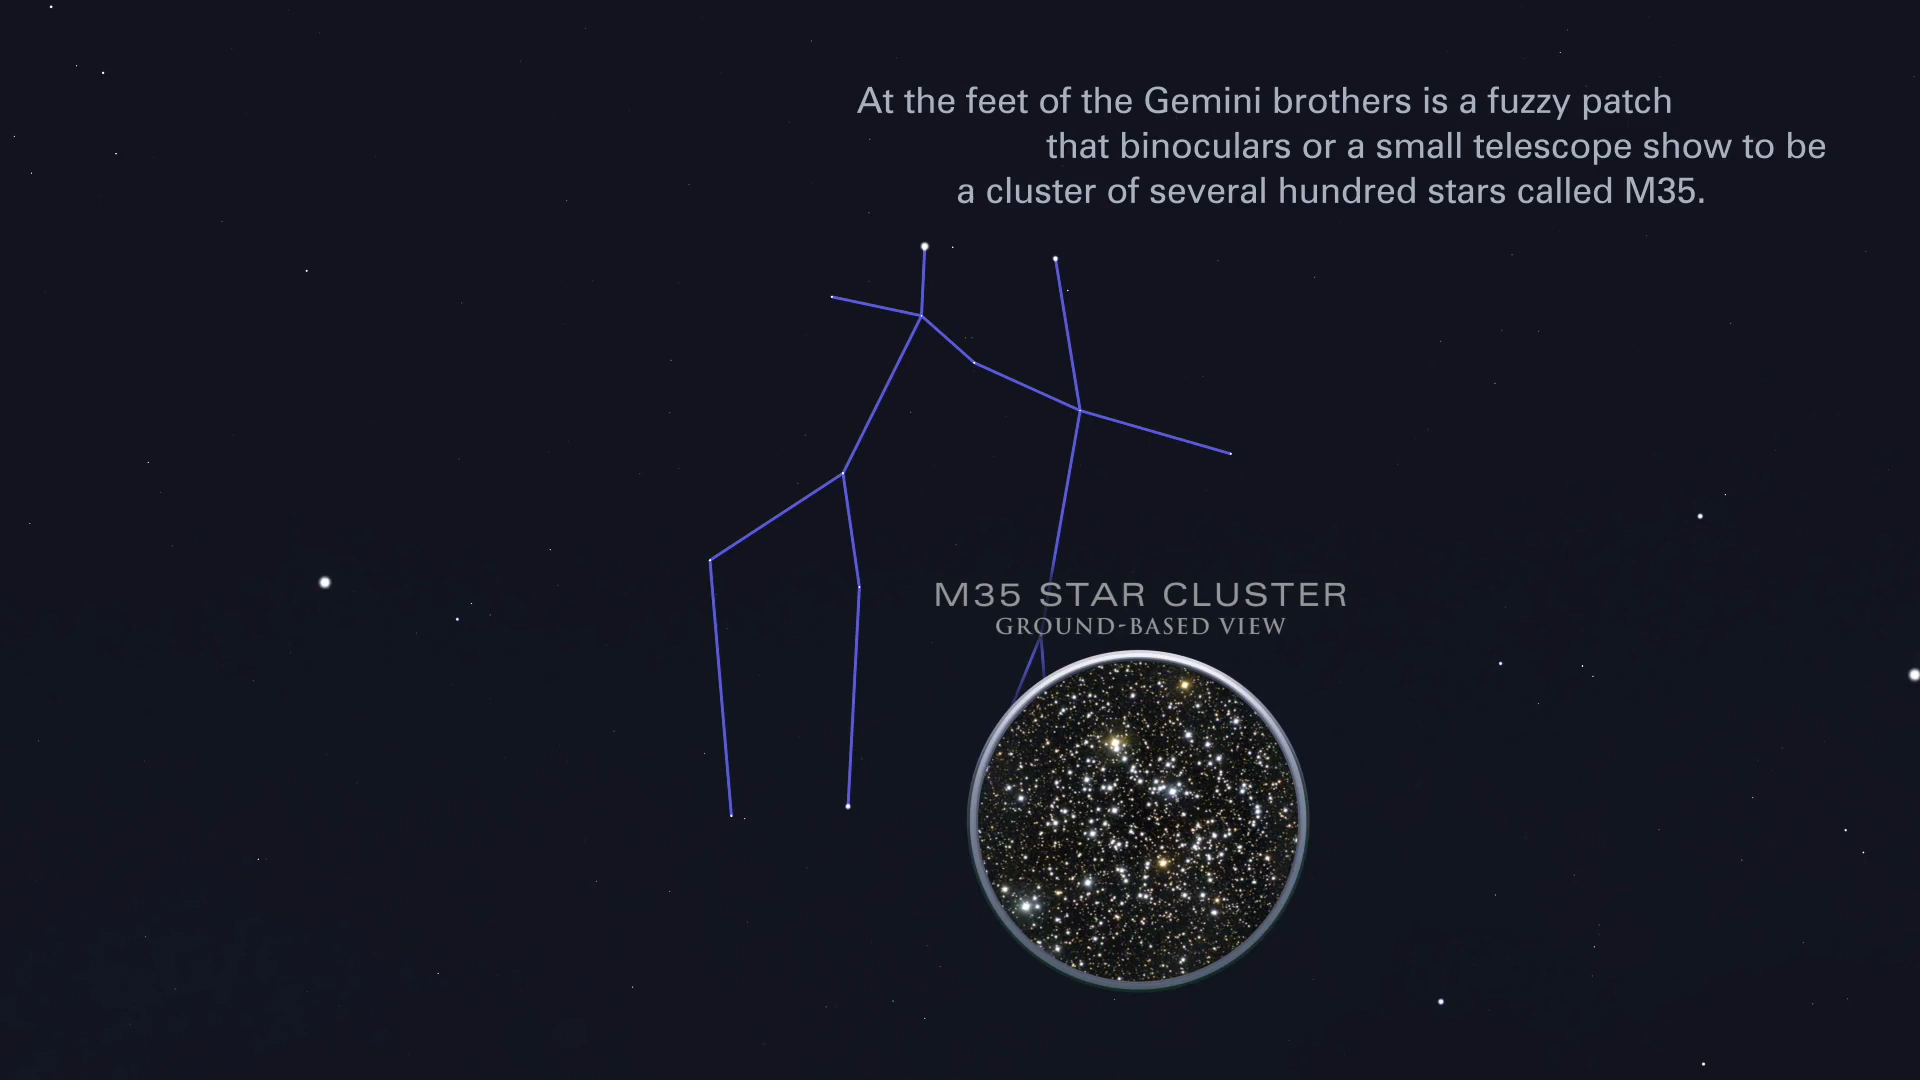 At the feet of the Gemini brothers is a fuzzy patch
that binoculars or a small telescope show to be
a cluster of several hundred stars called M35.
M35 STAR CLUSTER
GROUND-BASED VIEW